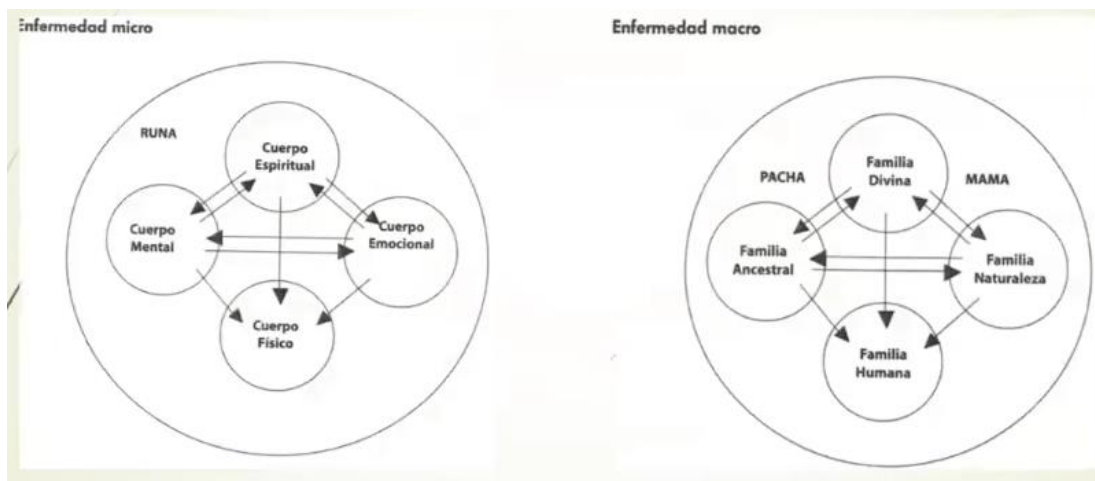 Enfermedad micro
RUNA
Cuerpo
Espiritual
Cuerpo
Mental
Cuerpo
Emocional
Cuerpo
Físico
Enfermedad macro
PACHA
Familia
Divina
MAMA
Familia
Ancestral
Familia
Naturaleza
Familia
Humana